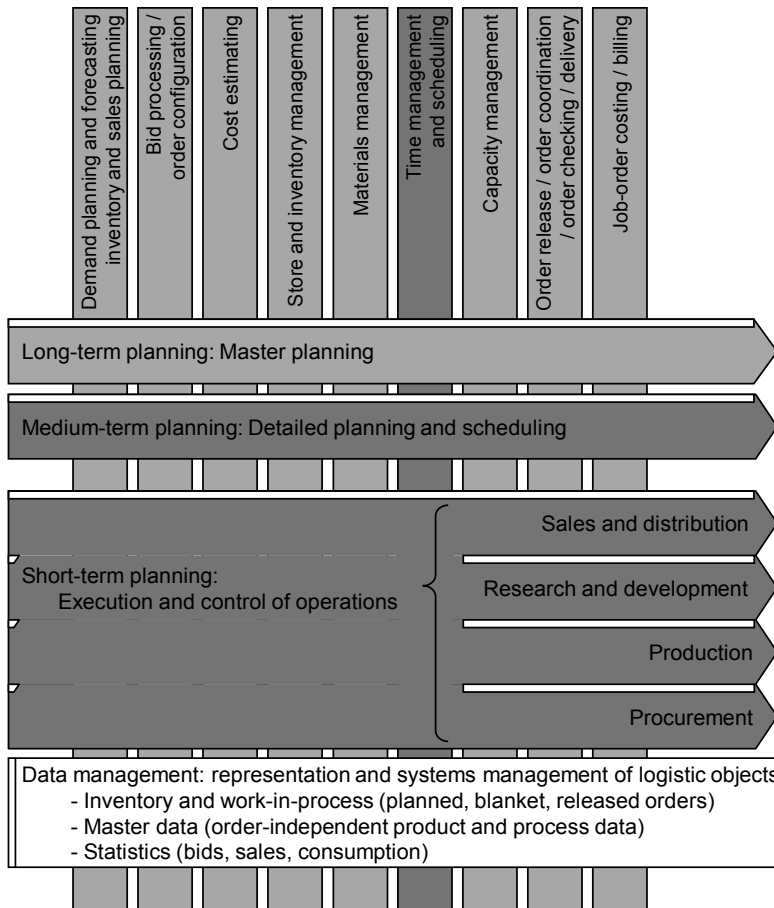 Demand planning and forecasting
inventory and sales planning
Bid processing /
order configuration
Cost estimating
Store and inventory management
Materials management
Time management
and scheduling
Capacity management
Order release / order coordination
/ order checking / delivery
Job-order costing / billing
Long-term planning: Master planning
Medium-term planning: Detailed planning and scheduling
Sales and distribution
Short-term planning:
Execution and control of operations
Research and development
Production
Procurement
Data management: representation and systems management of logistic objects
- Inventory and work-in-process (planned, blanket, released orders)
- Master data (order-independent product and process data)
- Statistics (bids, sales, consumption)